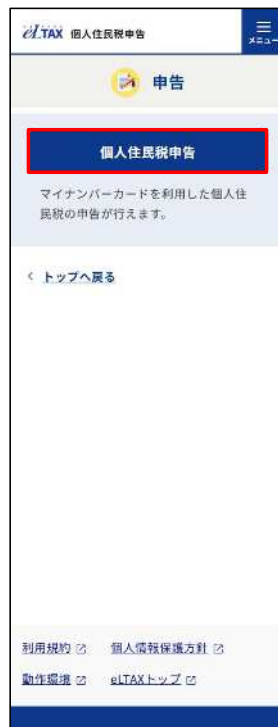 eLTAX 個人住民税申告
メニュー
申告
個人住民税申告
マイナンバーカードを利用した個人住
民税の申告が行えます。
トップへ戻る
利用規約 個人情報保護方針
動作環境 eLTAXトップ